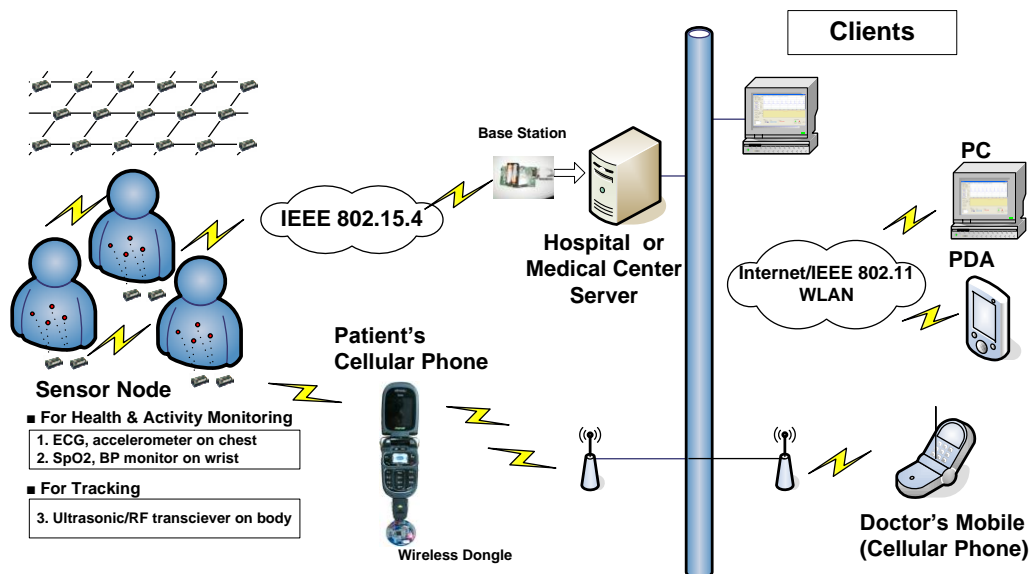 Clients
Base Station
PC
IEEE 802.15.4
Hospital or
Medical Center
Server
Internet/IEEE 802.11
WLAN
PDA
Patient's
Cellular Phone
Sensor Node
■ For Health & Activity Monitoring
1. ECG, accelerometer on chest
2. SpO2, BP monitor on wrist
■ For Tracking
3. Ultrasonic/RF transciever on body
Wireless Dongle
Doctor's Mobile
(Cellular Phone)